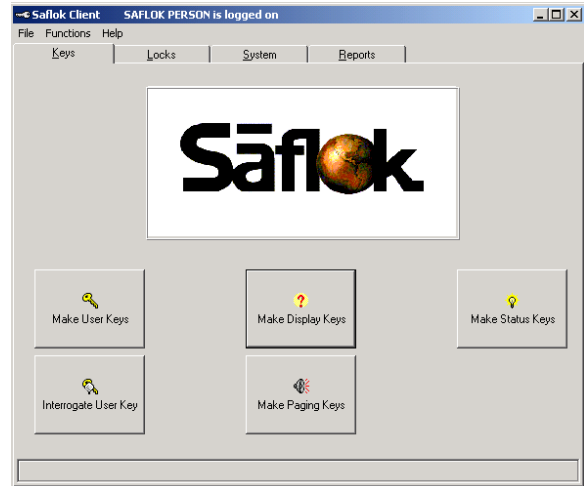 Saflok Client SAFLOK PERSON is logged on
File Functions Help
Keys Locks System Reports
Sāflok
Make User Keys Make Display Keys Make Status Keys
Interrogate User Key Make Paging Keys